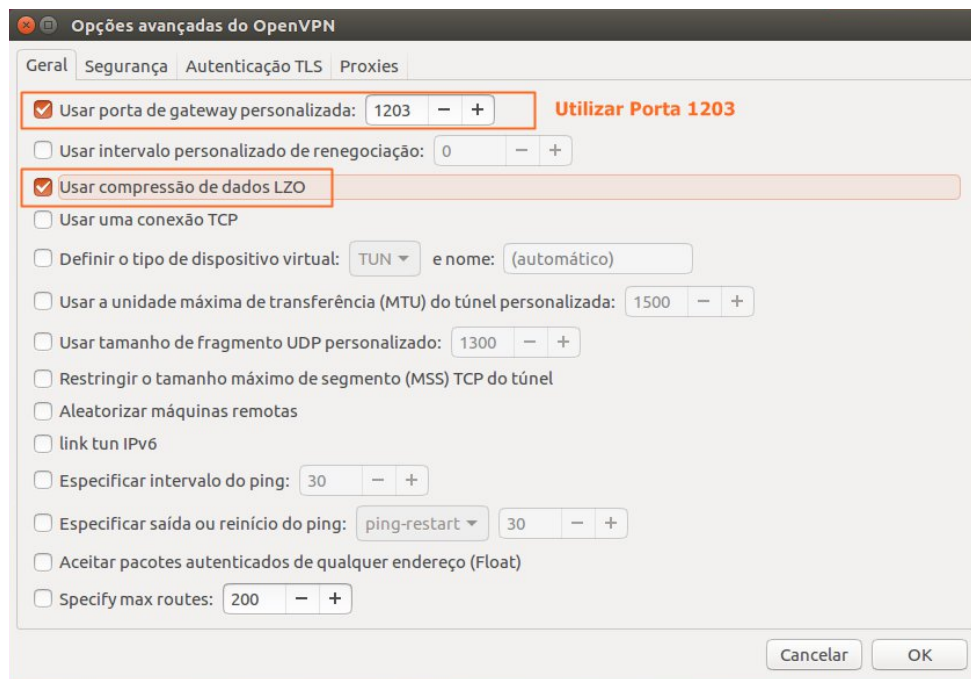 Opções avançadas do OpenVPN
Geral Segurança Autenticação TLS Proxies
Usar porta de gateway personalizada: 1203 − + Utilizar Porta 1203
Usar intervalo personalizado de renegociação: 0 − +
Usar compressão de dados LZO
Usar uma conexão TCP
Definir o tipo de dispositivo virtual: TUN e nome: (automático)
Usar a unidade máxima de transferência (MTU) do túnel personalizada: 1500 − +
Usar tamanho de fragmento UDP personalizado: 1300 − +
Restringir o tamanho máximo de segmento (MSS) TCP do túnel
Aleatorizar máquinas remotas
link tun IPv6
Especificar intervalo do ping: 30 − +
Especificar saída ou reinício do ping: ping-restart 30 − +
Aceitar pacotes autenticados de qualquer endereço (Float)
Specify max routes: 200 − +
Cancelar OK